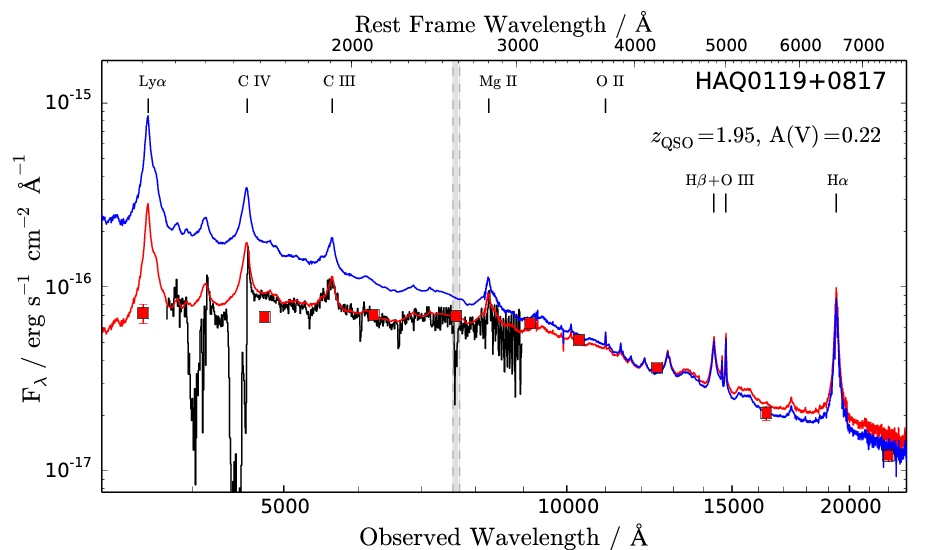 Rest Frame Wavelength / Å
2000 3000 4000 5000 6000 7000
Lyα C IV C III Mg II O II HAQ0119+0817
10⁻¹⁵
z_QSO=1.95, A(V)=0.22
Hβ+O III Hα
10⁻¹⁶
10⁻¹⁷
F_λ / erg s⁻¹ cm⁻² Å⁻¹
5000 10000 15000 20000
Observed Wavelength / Å